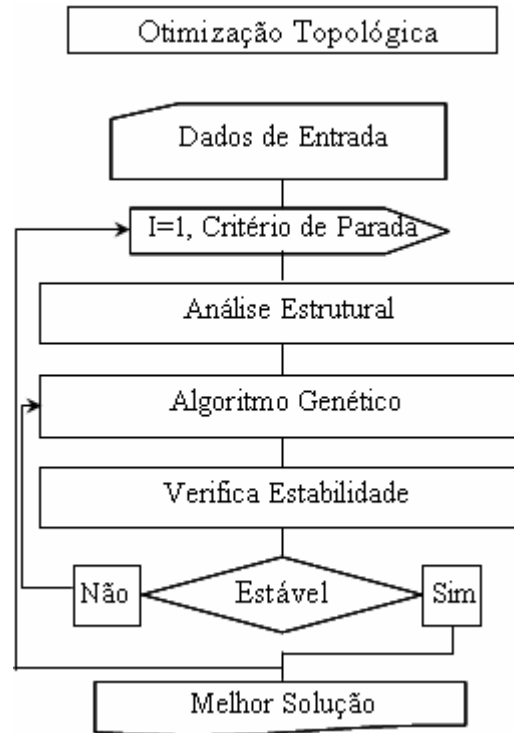 Otimização Topológica
Dados de Entrada
I=1, Critério de Parada
Análise Estrutural
Algoritmo Genético
Verifica Estabilidade
Não
Estável
Sim
Melhor Solução